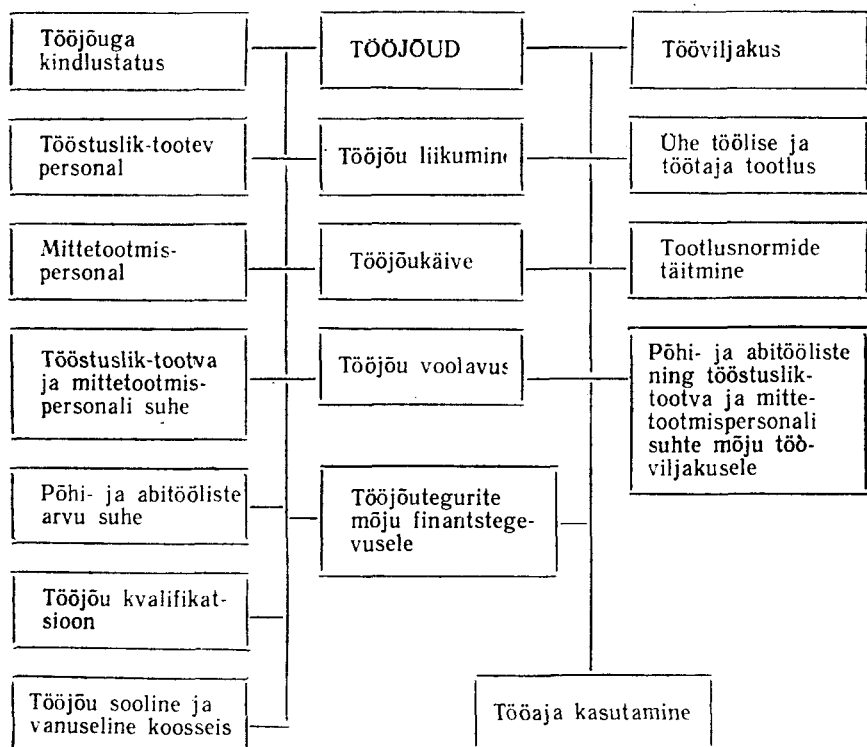 Tööjõuga
kindlustatus
TÖÖJÕUD
Tööviljakus
Tööstuslik-tootev
personal
Tööjõu liikumine
Ühe töölise ja
töötaja tootlus
Mittetootmis-
personal
Tööjõukäive
Tootlusnormide
täitmine
Tööstuslik-tootva
ja mittetootmis-
personali suhe
Tööjõu voolavus
Põhi- ja abitööliste
ning tööstuslik-
tootva ja mitte-
tootmispersonali
suhte mõju töö-
viljakusele
Põhi- ja abitööliste
arvu suhe
Tööjõutegurite
mõju finantstege-
vusele
Tööjõu kvalifikat-
sioon
Tööjõu sooline ja
vanuseline koosseis
Tööaja kasutamine